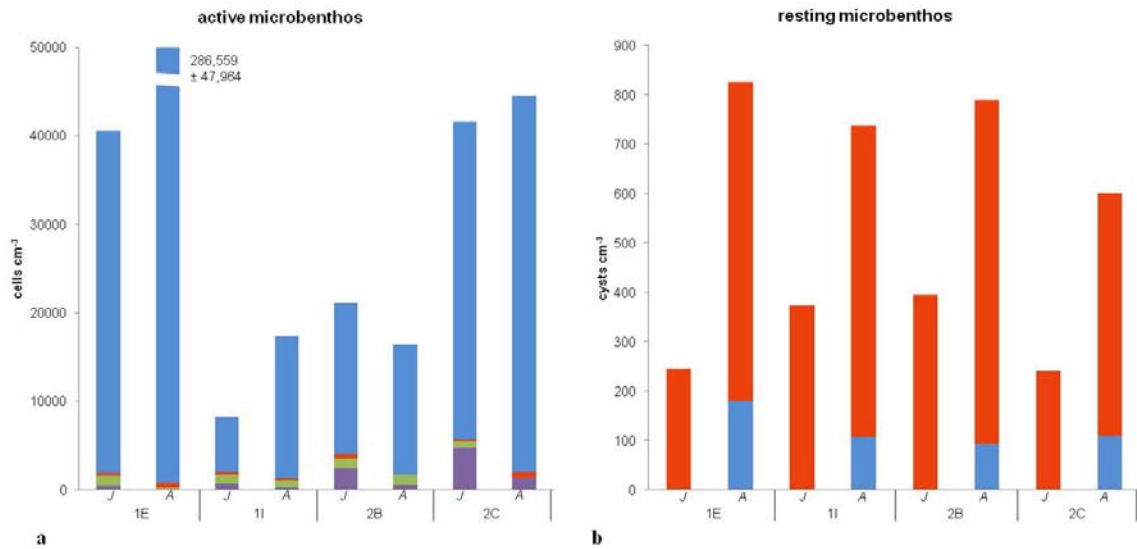 active microbenthos
50000
40000
30000
20000
10000
0
cells cm-3
286,559
± 47,964
J A J A J A J A
1E 1I 2B 2C
a
resting microbenthos
900
800
700
600
500
400
300
200
100
0
cysts cm-3
J A J A J A J A
1E 1I 2B 2C
b